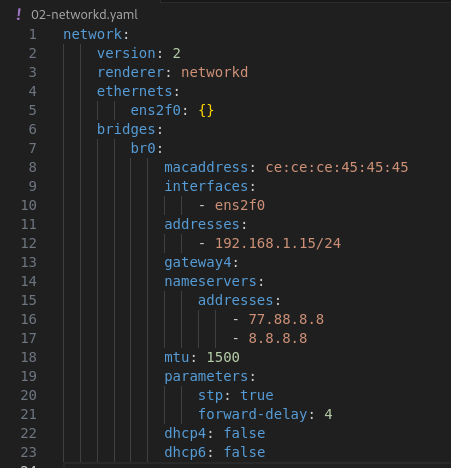 ! 02-networkd.yaml
1 network:
2 version: 2
3 renderer: networkd
4 ethernets:
5 ens2f0: {}
6 bridges:
7 br0:
8 macaddress: ce:ce:ce:45:45:45
9 interfaces:
10 - ens2f0
11 addresses:
12 - 192.168.1.15/24
13 gateway4:
14 nameservers:
15 addresses:
16 - 77.88.8.8
17 - 8.8.8.8
18 mtu: 1500
19 parameters:
20 stp: true
21 forward-delay: 4
22 dhcp4: false
23 dhcp6: false
24